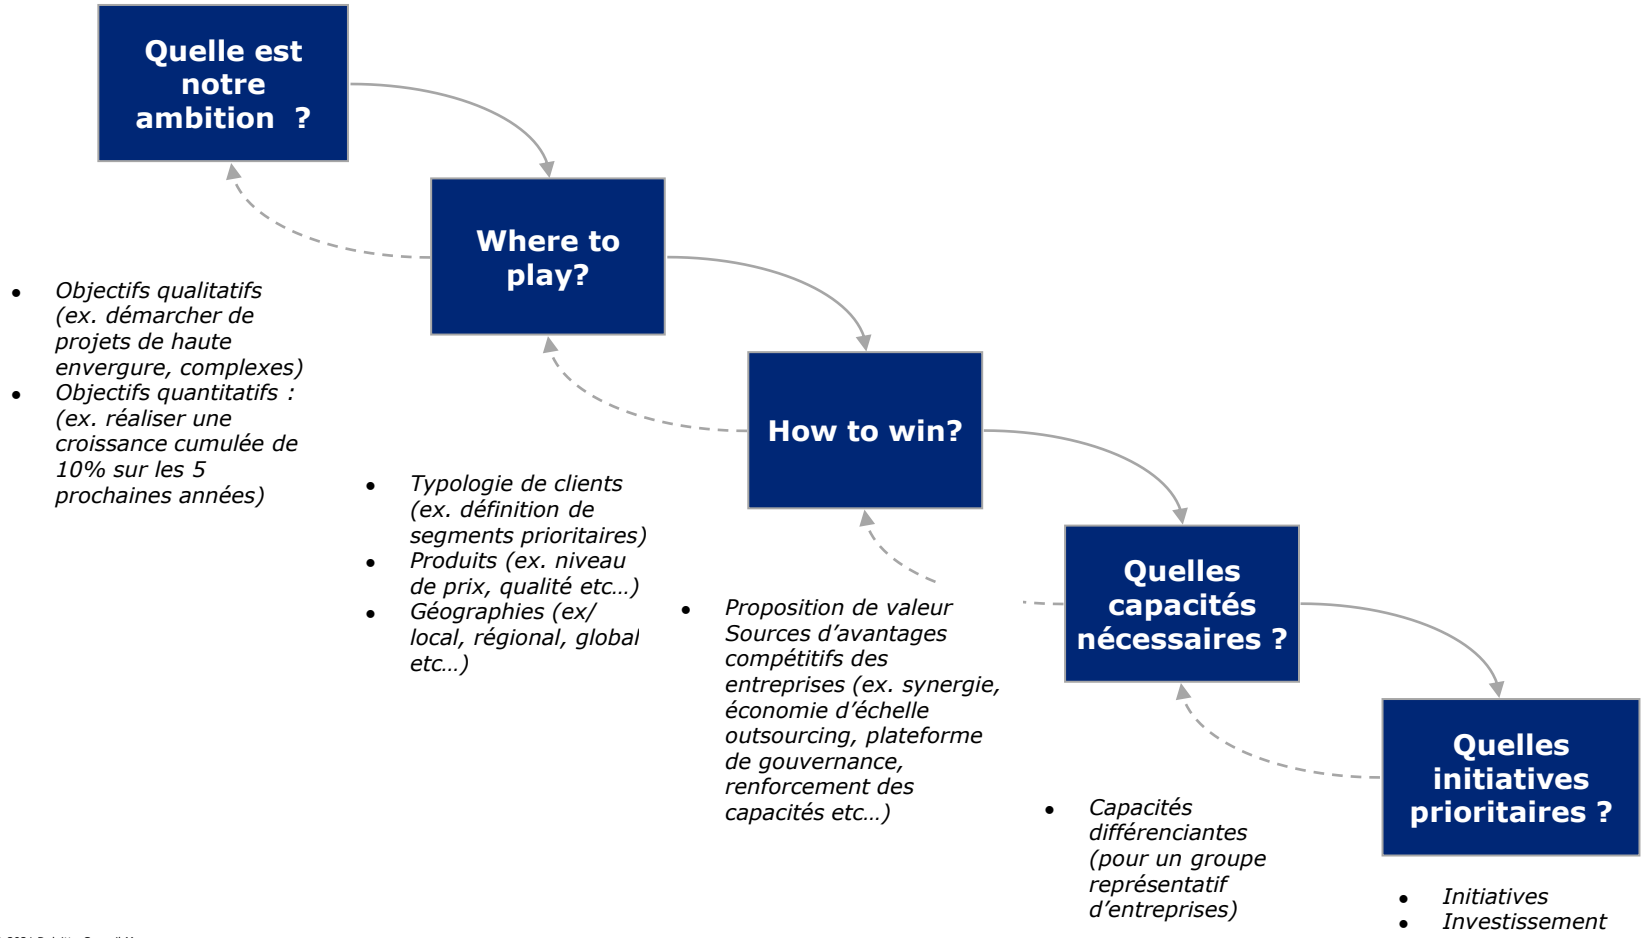 Quelle est
notre
ambition ?
Where to
play?
• Objectifs qualitatifs
(ex. démarcher de
projets de haute
envergure, complexes)
• Objectifs quantitatifs :
(ex. réaliser une
croissance cumulée de
10% sur les 5
prochaines années)
How to win?
• Typologie de clients
(ex. définition de
segments prioritaires)
• Produits (ex. niveau
de prix, qualité etc…)
• Géographies (ex/
local, régional, global
etc…)
Quelles
capacités
nécessaires ?
• Proposition de valeur
Sources d’avantages
compétitifs des
entreprises (ex. synergie,
économie d’échelle
outsourcing, plateforme
de gouvernance,
renforcement des
capacités etc…)
Quelles
initiatives
prioritaires ?
• Capacités
différenciantes
(pour un groupe
représentatif
d’entreprises)
• Initiatives
• Investissement